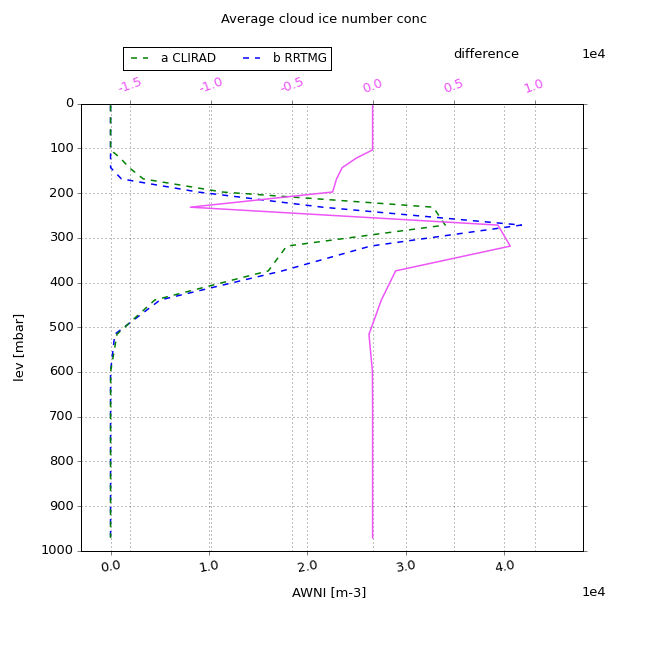 Average cloud ice number conc
a CLIRAD b RRTMG
difference 1e4
-1.5 -1.0 -0.5 0.0 0.5 1.0
0
100
200
300
400
500
600
700
800
900
1000
lev [mbar]
0.0 1.0 2.0 3.0 4.0
AWNI [m-3] 1e4